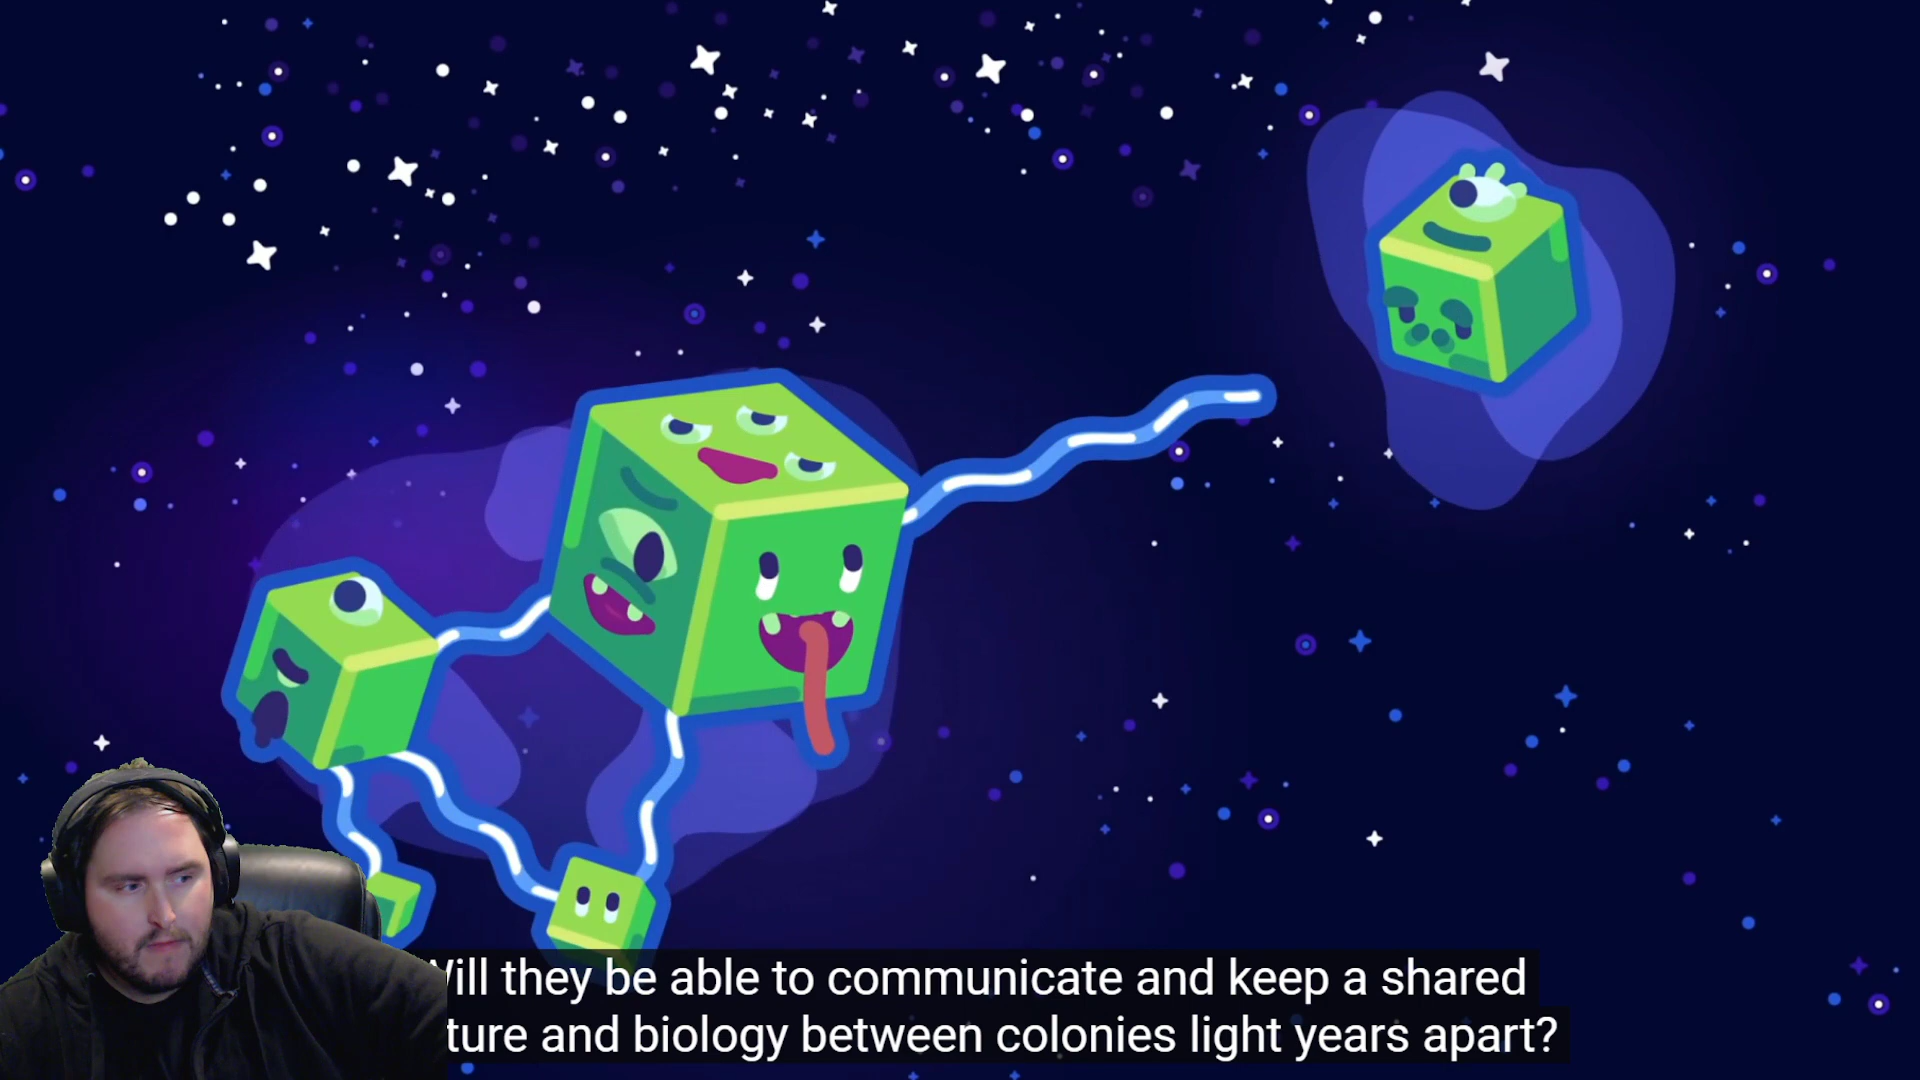 ill they be able to communicate and keep a shared
ture and biology between colonies light years apart?